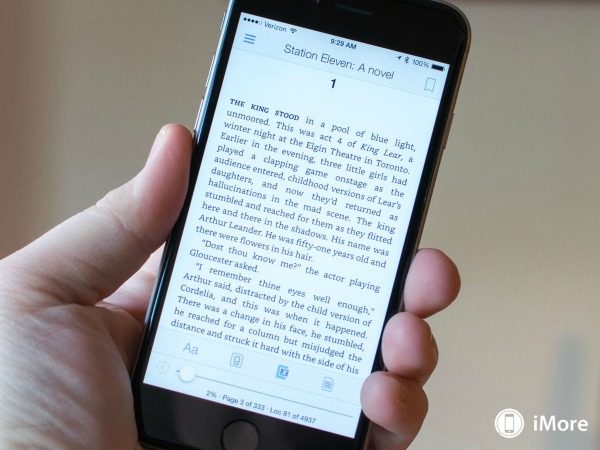 Verizon 9:29 AM 100%
Station Eleven: A novel
1
THE KING STOOD in a pool of blue light,
unmoored. This was act 4 of King Lear, a
winter night at the Elgin Theatre in Toronto.
Earlier in the evening, three little girls had
played a clapping game onstage as the
audience entered, childhood versions of Lear's
daughters, and now they'd returned as
hallucinations in the mad scene. The king
stumbled and reached for them as they flitted
here and there in the shadows. His name was
Arthur Leander. He was fifty-one years old and
there were flowers in his hair.
"Dost thou know me?" the actor playing
Gloucester asked.
"I remember thine eyes well enough,"
Arthur said, distracted by the child version of
Cordelia, and this was when it happened.
There was a change in his face, he stumbled,
he reached for a column but misjudged the
distance and struck it hard with the side of his
Aa
2% · Page 3 of 333 · Loc 81 of 4937
iMore